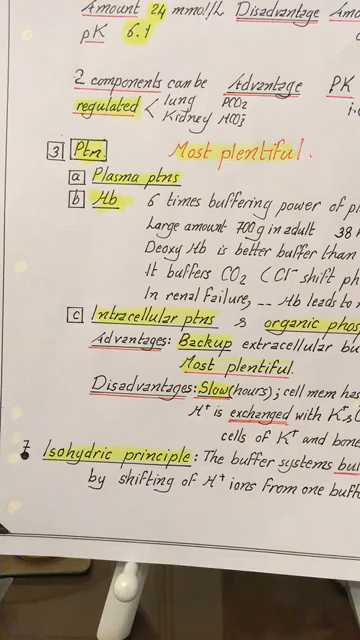 Amount 24 mmol/L Disadvantage
pK 6.1
2 components can be regulated < lung Kidney PCO2 HCO3̄ Advantage PK
3 Ptn. Most plentiful.
a Plasma ptns
b Hb 6 times buffering power of
Large amount 700 g in adult 38
Deoxy Hb is better buffer than
It buffers CO2 (Cl⁻ shift
In renal failure, __ Hb leads to
c Intracellular ptns & organic
Advantages: Backup extracellular
Most plentiful.
Disadvantages: Slow (hours); cell mem has
H⁺ is exchanged with K⁺
cells of K⁺ and
7 Isohydric principle: The buffer systems
by shifting of H⁺ ions from one